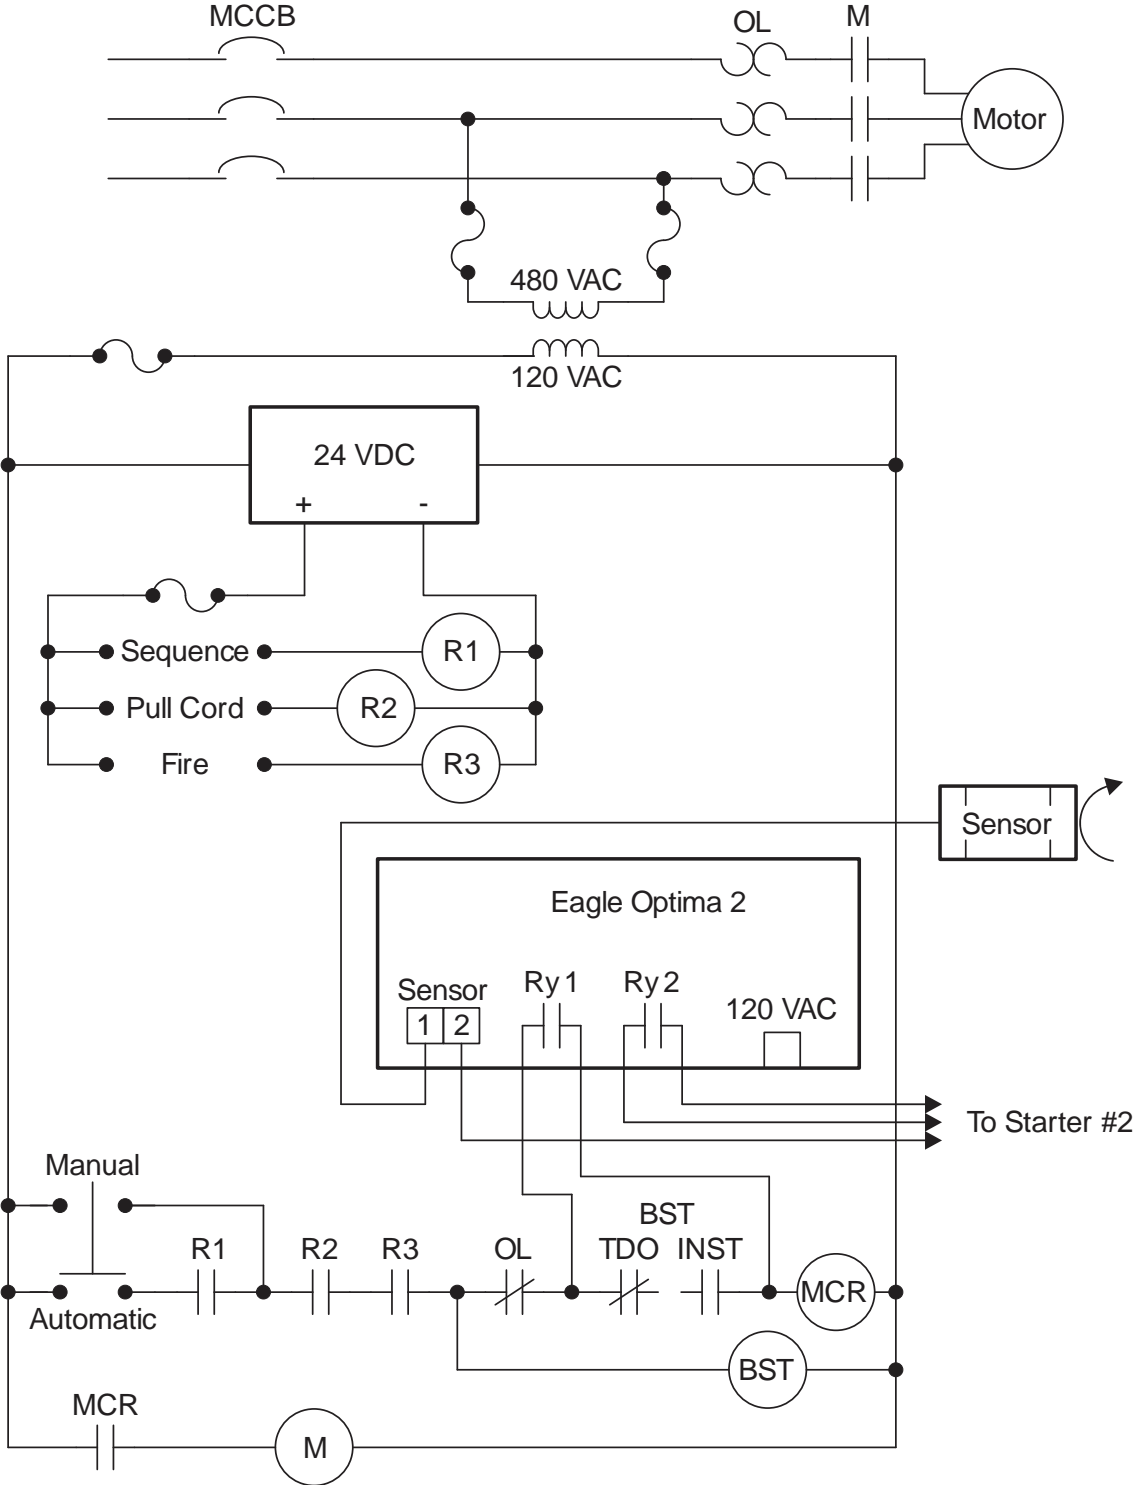 MCCB
OL
M
Motor
480 VAC
120 VAC
24 VDC
+ -
Sequence
R1
Pull Cord
R2
Fire
R3
Sensor
Eagle Optima 2
Ry 1
Ry 2
Sensor
1 2
120 VAC
To Starter #2
Manual
BST
R1
R2
R3
OL
TDO
INST
MCR
Automatic
BST
MCR
M